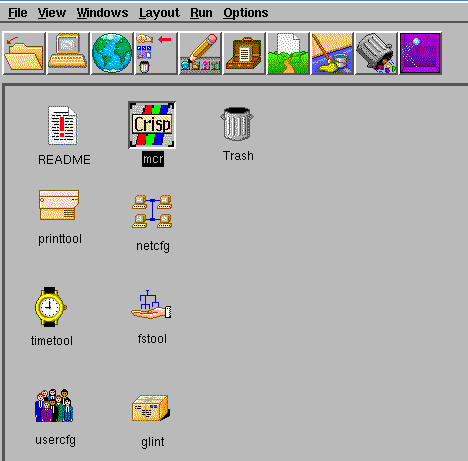 File View Windows Layout Run Options
README
Crisp
mcr
Trash
printtool
netcfg
timetool
fstool
usercfg
glint